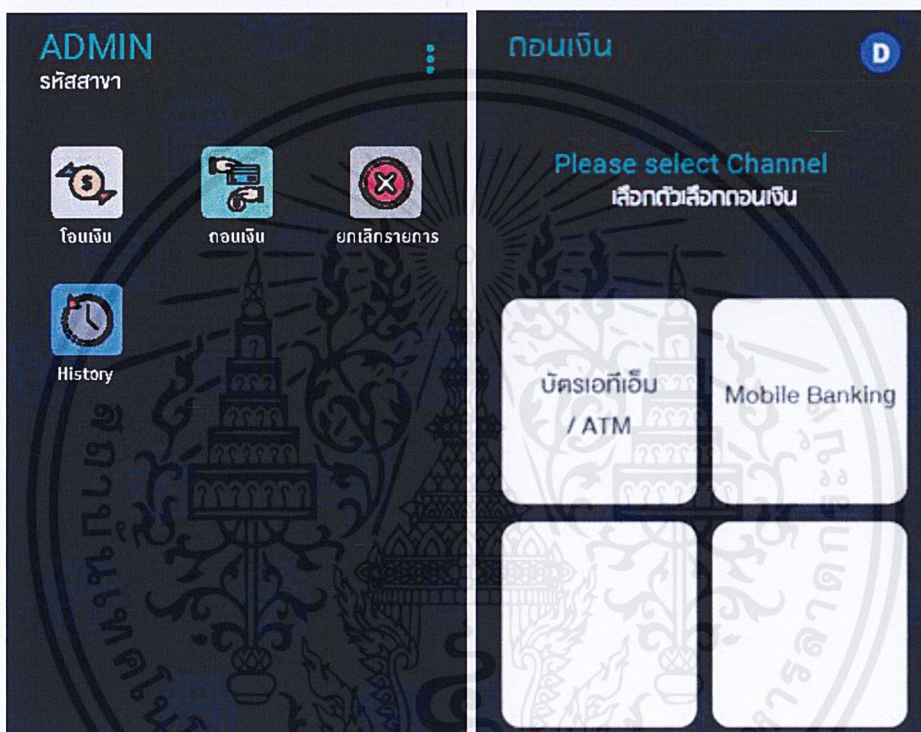 ADMIN
รหัสสาขา
โอนเงิน
ถอนเงิน
ยกเลิกรายการ
History
ถอนเงิน
D
Please select Channel
เลือกตัวเลือกถอนเงิน
บัตรเอทีเอ็ม
/ ATM
Mobile Banking